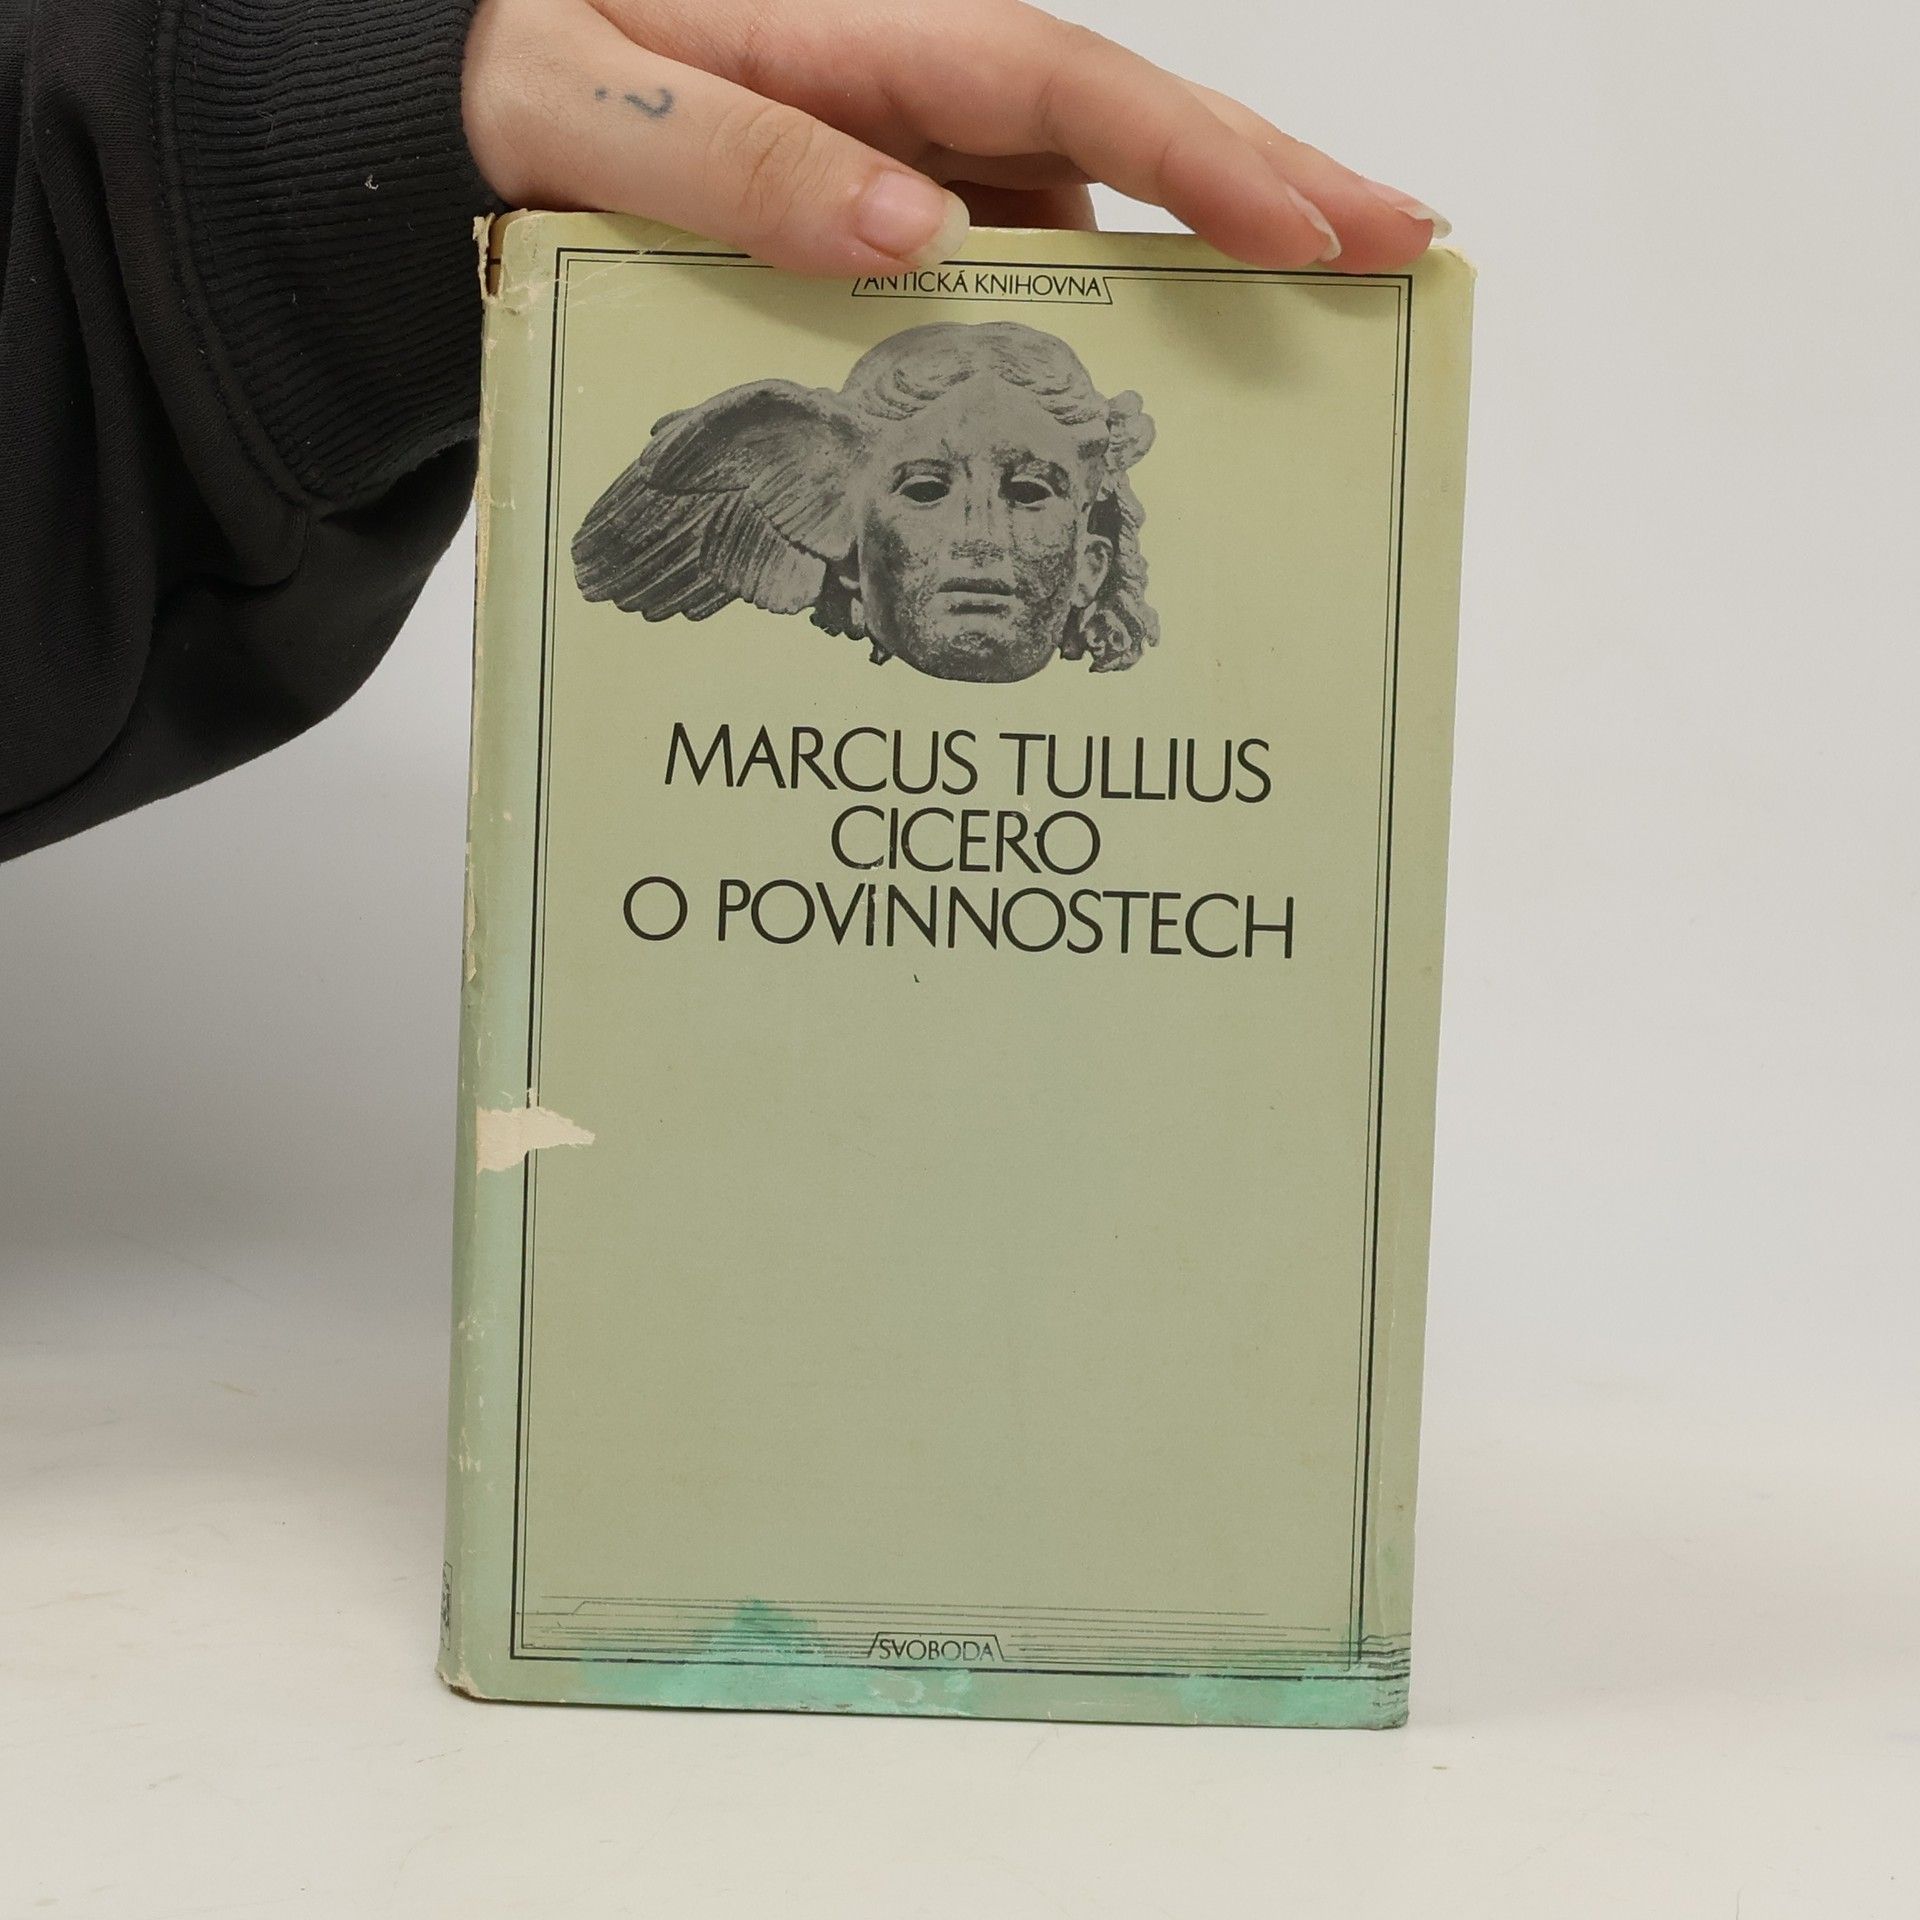 ANTICKÁ KNIHOVNA
MARCUS TULLIUS
CICERO
O POVINNOSTECH
SVOBODA